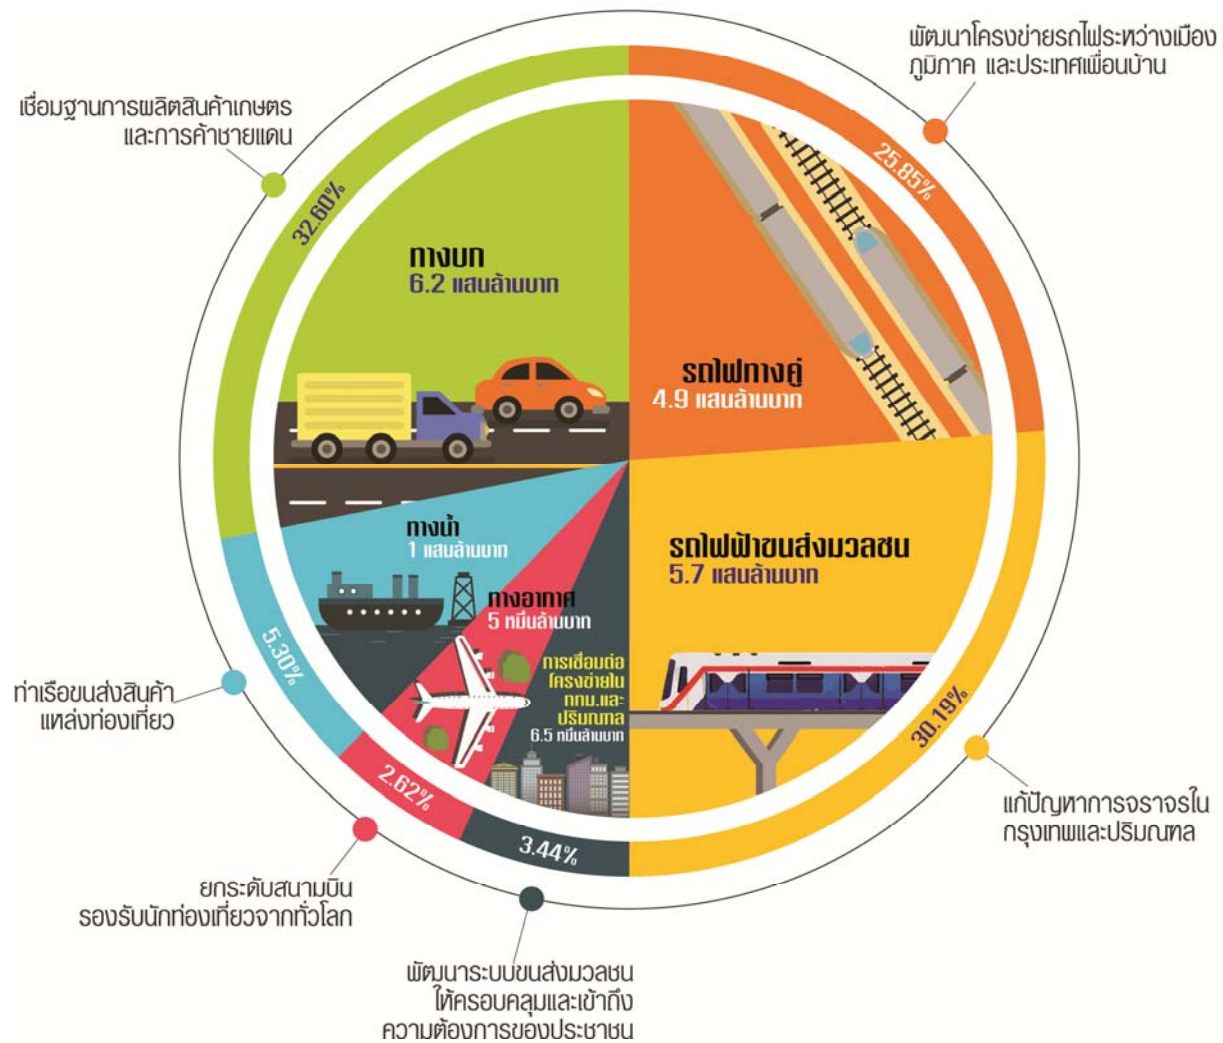 พัฒนาโครงข่ายรถไฟระหว่างเมือง
ภูมิภาค และประเทศเพื่อนบ้าน
เชื่อมฐานการผลิตสินค้าเกษตร
และการค้าชายแดน
25.85%
32.60%
ทางบก
6.2 แสนล้านบาท
รถไฟทางคู่
4.9 แสนล้านบาท
ทางน้ำ
1 แสนล้านบาท
รถไฟฟ้าขนส่งมวลชน
5.7 แสนล้านบาท
ทางอากาศ
5 หมื่นล้านบาท
การเชื่อมต่อ
โครงข่ายใน
กทม.และ
ปริมณฑล
6.5 หมื่นล้านบาท
5.30%
30.19%
ท่าเรือขนส่งสินค้า
แหล่งท่องเที่ยว
2.62%
3.44%
แก้ปัญหาการจราจรใน
กรุงเทพและปริมณฑล
ยกระดับสนามบิน
รองรับนักท่องเที่ยวจากทั่วโลก
พัฒนาระบบขนส่งมวลชน
ให้ครอบคลุมและเข้าถึง
ความต้องการของประชาชน